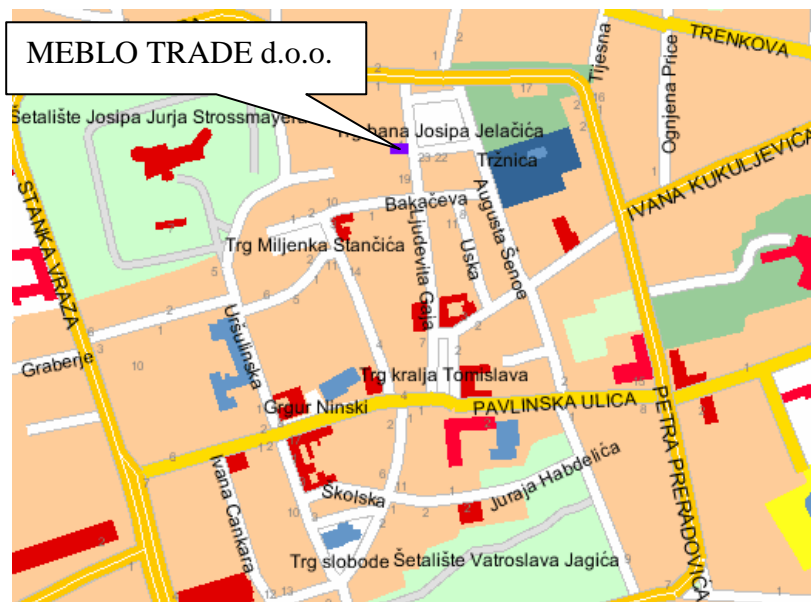 MEBLO TRADE d.o.o.
TRENKOVA
Tijesna
Ognjena Price
Šetalište Josipa Jurja Strossmayera
Trg bana Josipa Jelačića
Tržnica
IVANA KUKULJEVIĆA
STANKA VRAZA
Bakačeva
Ljudevita Gaja
Uska
Augusta Šenoe
Trg Miljenka Stančića
Uršulinska
Graberje
Trg kralja Tomislava
Grgur Ninski
PAVLINSKA ULICA
PETRA PRERADOVIĆA
Ivana Cankara
Školska
Juraja Habdelića
Trg slobode
Šetalište Vatroslava Jagića